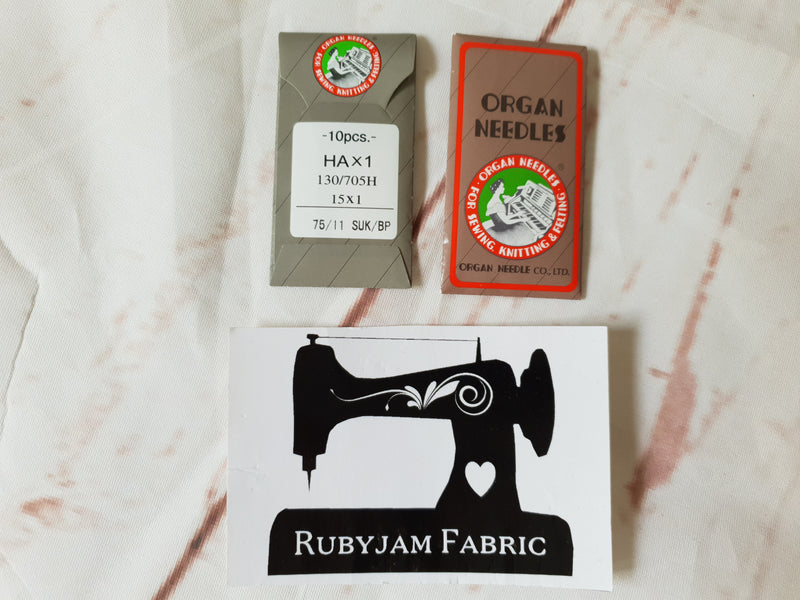 ORGAN NEEDLES
FOR SEWING, KNITTING & FELTING
-10pcs.-
HA×1
130/705H
15X1
75/11 SUK/BP
ORGAN
NEEDLES
®
ORGAN NEEDLES
FOR SEWING, KNITTING & FELTING
ORGAN NEEDLE CO., LTD.
RUBYJAM FABRIC